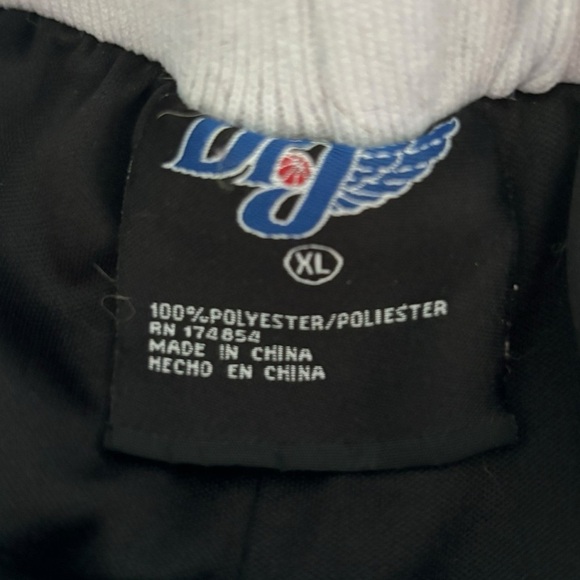 XL
100%POLYESTER/POLIESTER
RN 174854
MADE IN CHINA
HECHO EN CHINA